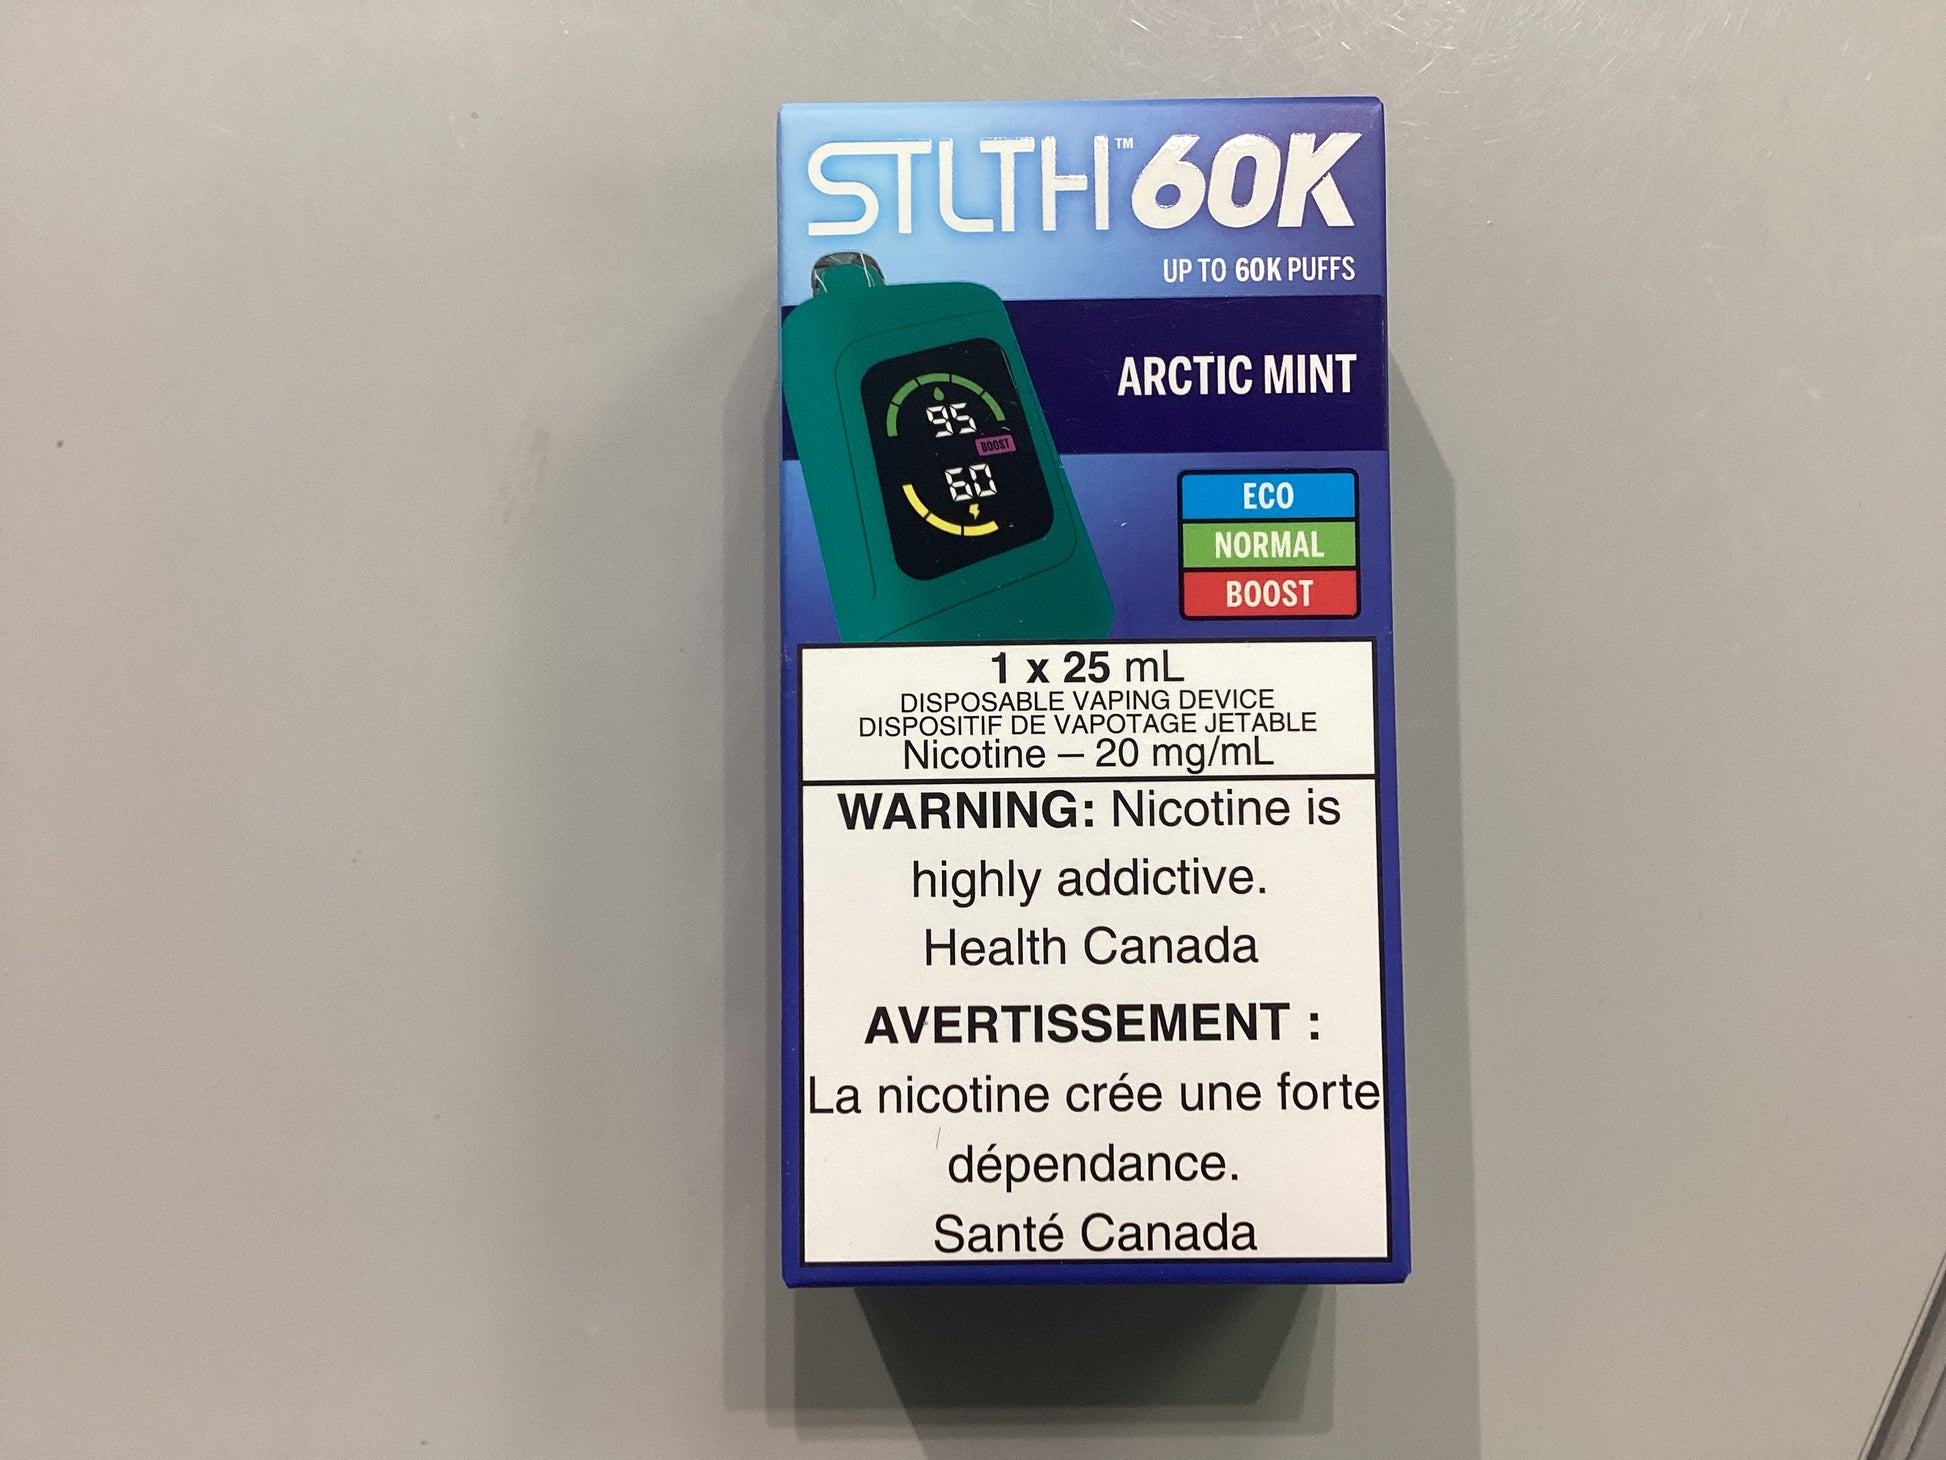 STLTH™ 60K
UP TO 60K PUFFS
ARCTIC MINT
95
BOOST
60
ECO
NORMAL
BOOST
1 x 25 mL
DISPOSABLE VAPING DEVICE
DISPOSITIF DE VAPOTAGE JETABLE
Nicotine – 20 mg/mL
WARNING: Nicotine is
highly addictive.
Health Canada
AVERTISSEMENT :
La nicotine crée une forte
dépendance.
Santé Canada